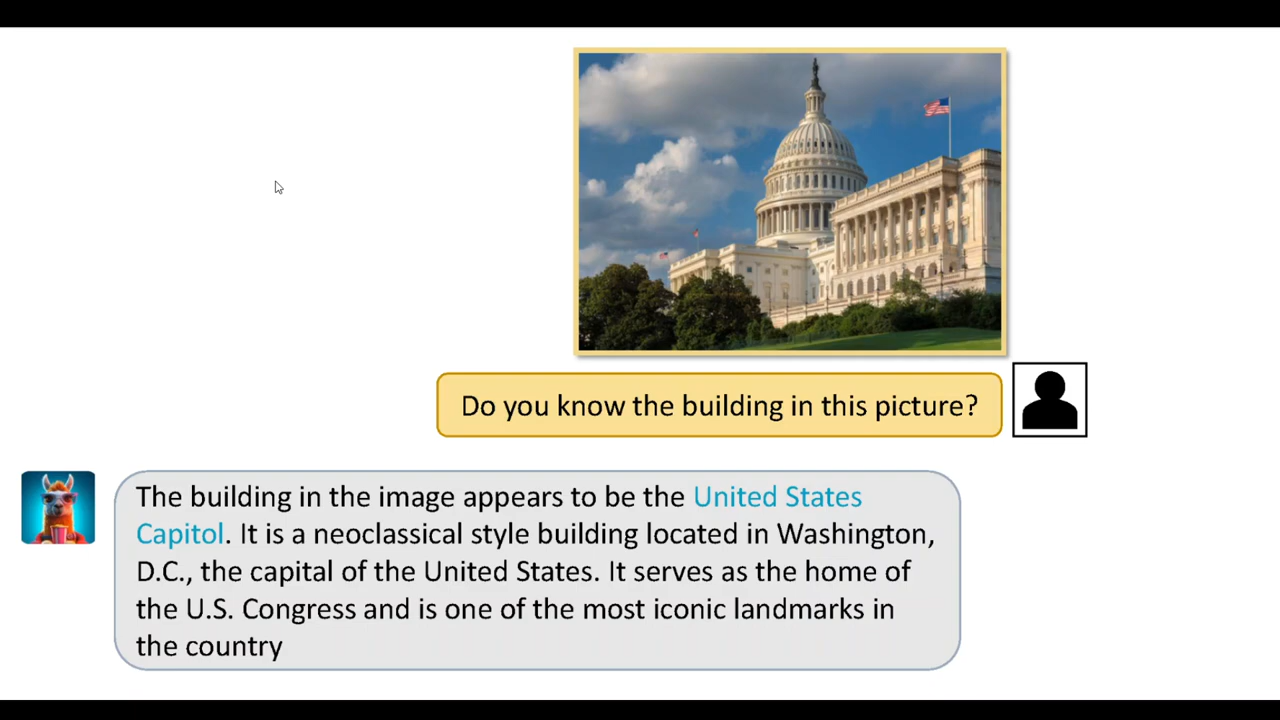 Do you know the building in this picture?
The building in the image appears to be the United States
Capitol. It is a neoclassical style building located in Washington,
D.C., the capital of the United States. It serves as the home of
the U.S. Congress and is one of the most iconic landmarks in
the country